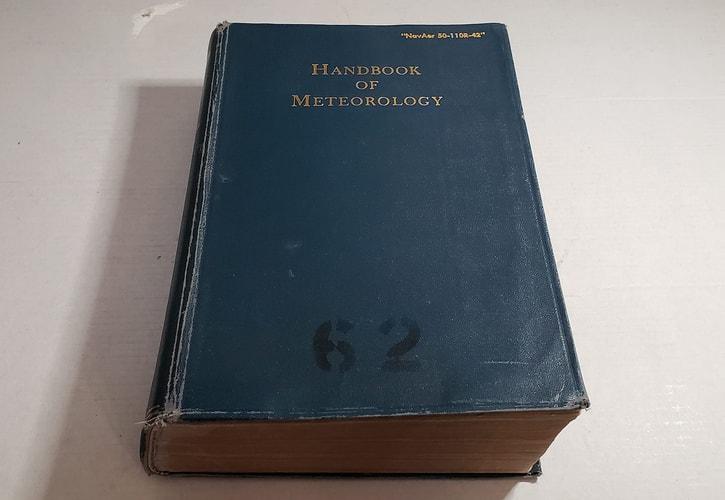 "NavAer 50-110R-42"
HANDBOOK
OF
METEOROLOGY
62